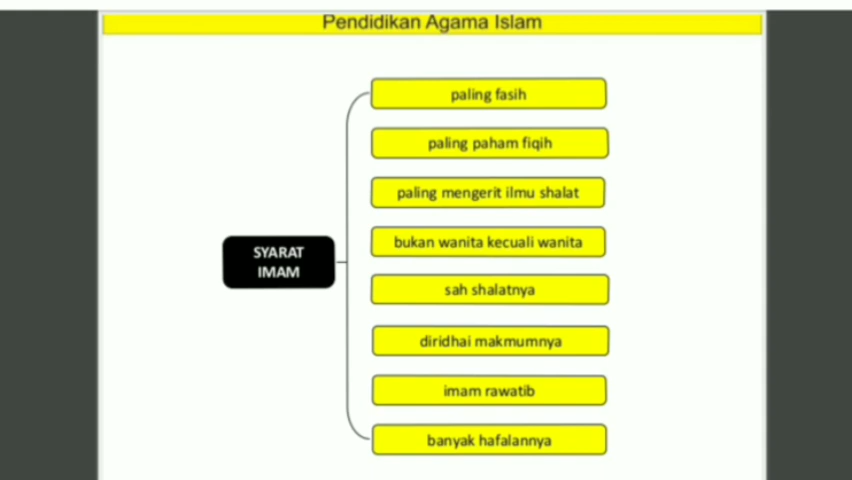 Pendidikan Agama Islam
paling fasih
paling paham fiqih
paling mengerit ilmu shalat
bukan wanita kecuali wanita
SYARAT
IMAM
sah shalatnya
diridhai makmumnya
imam rawatib
banyak hafalannya